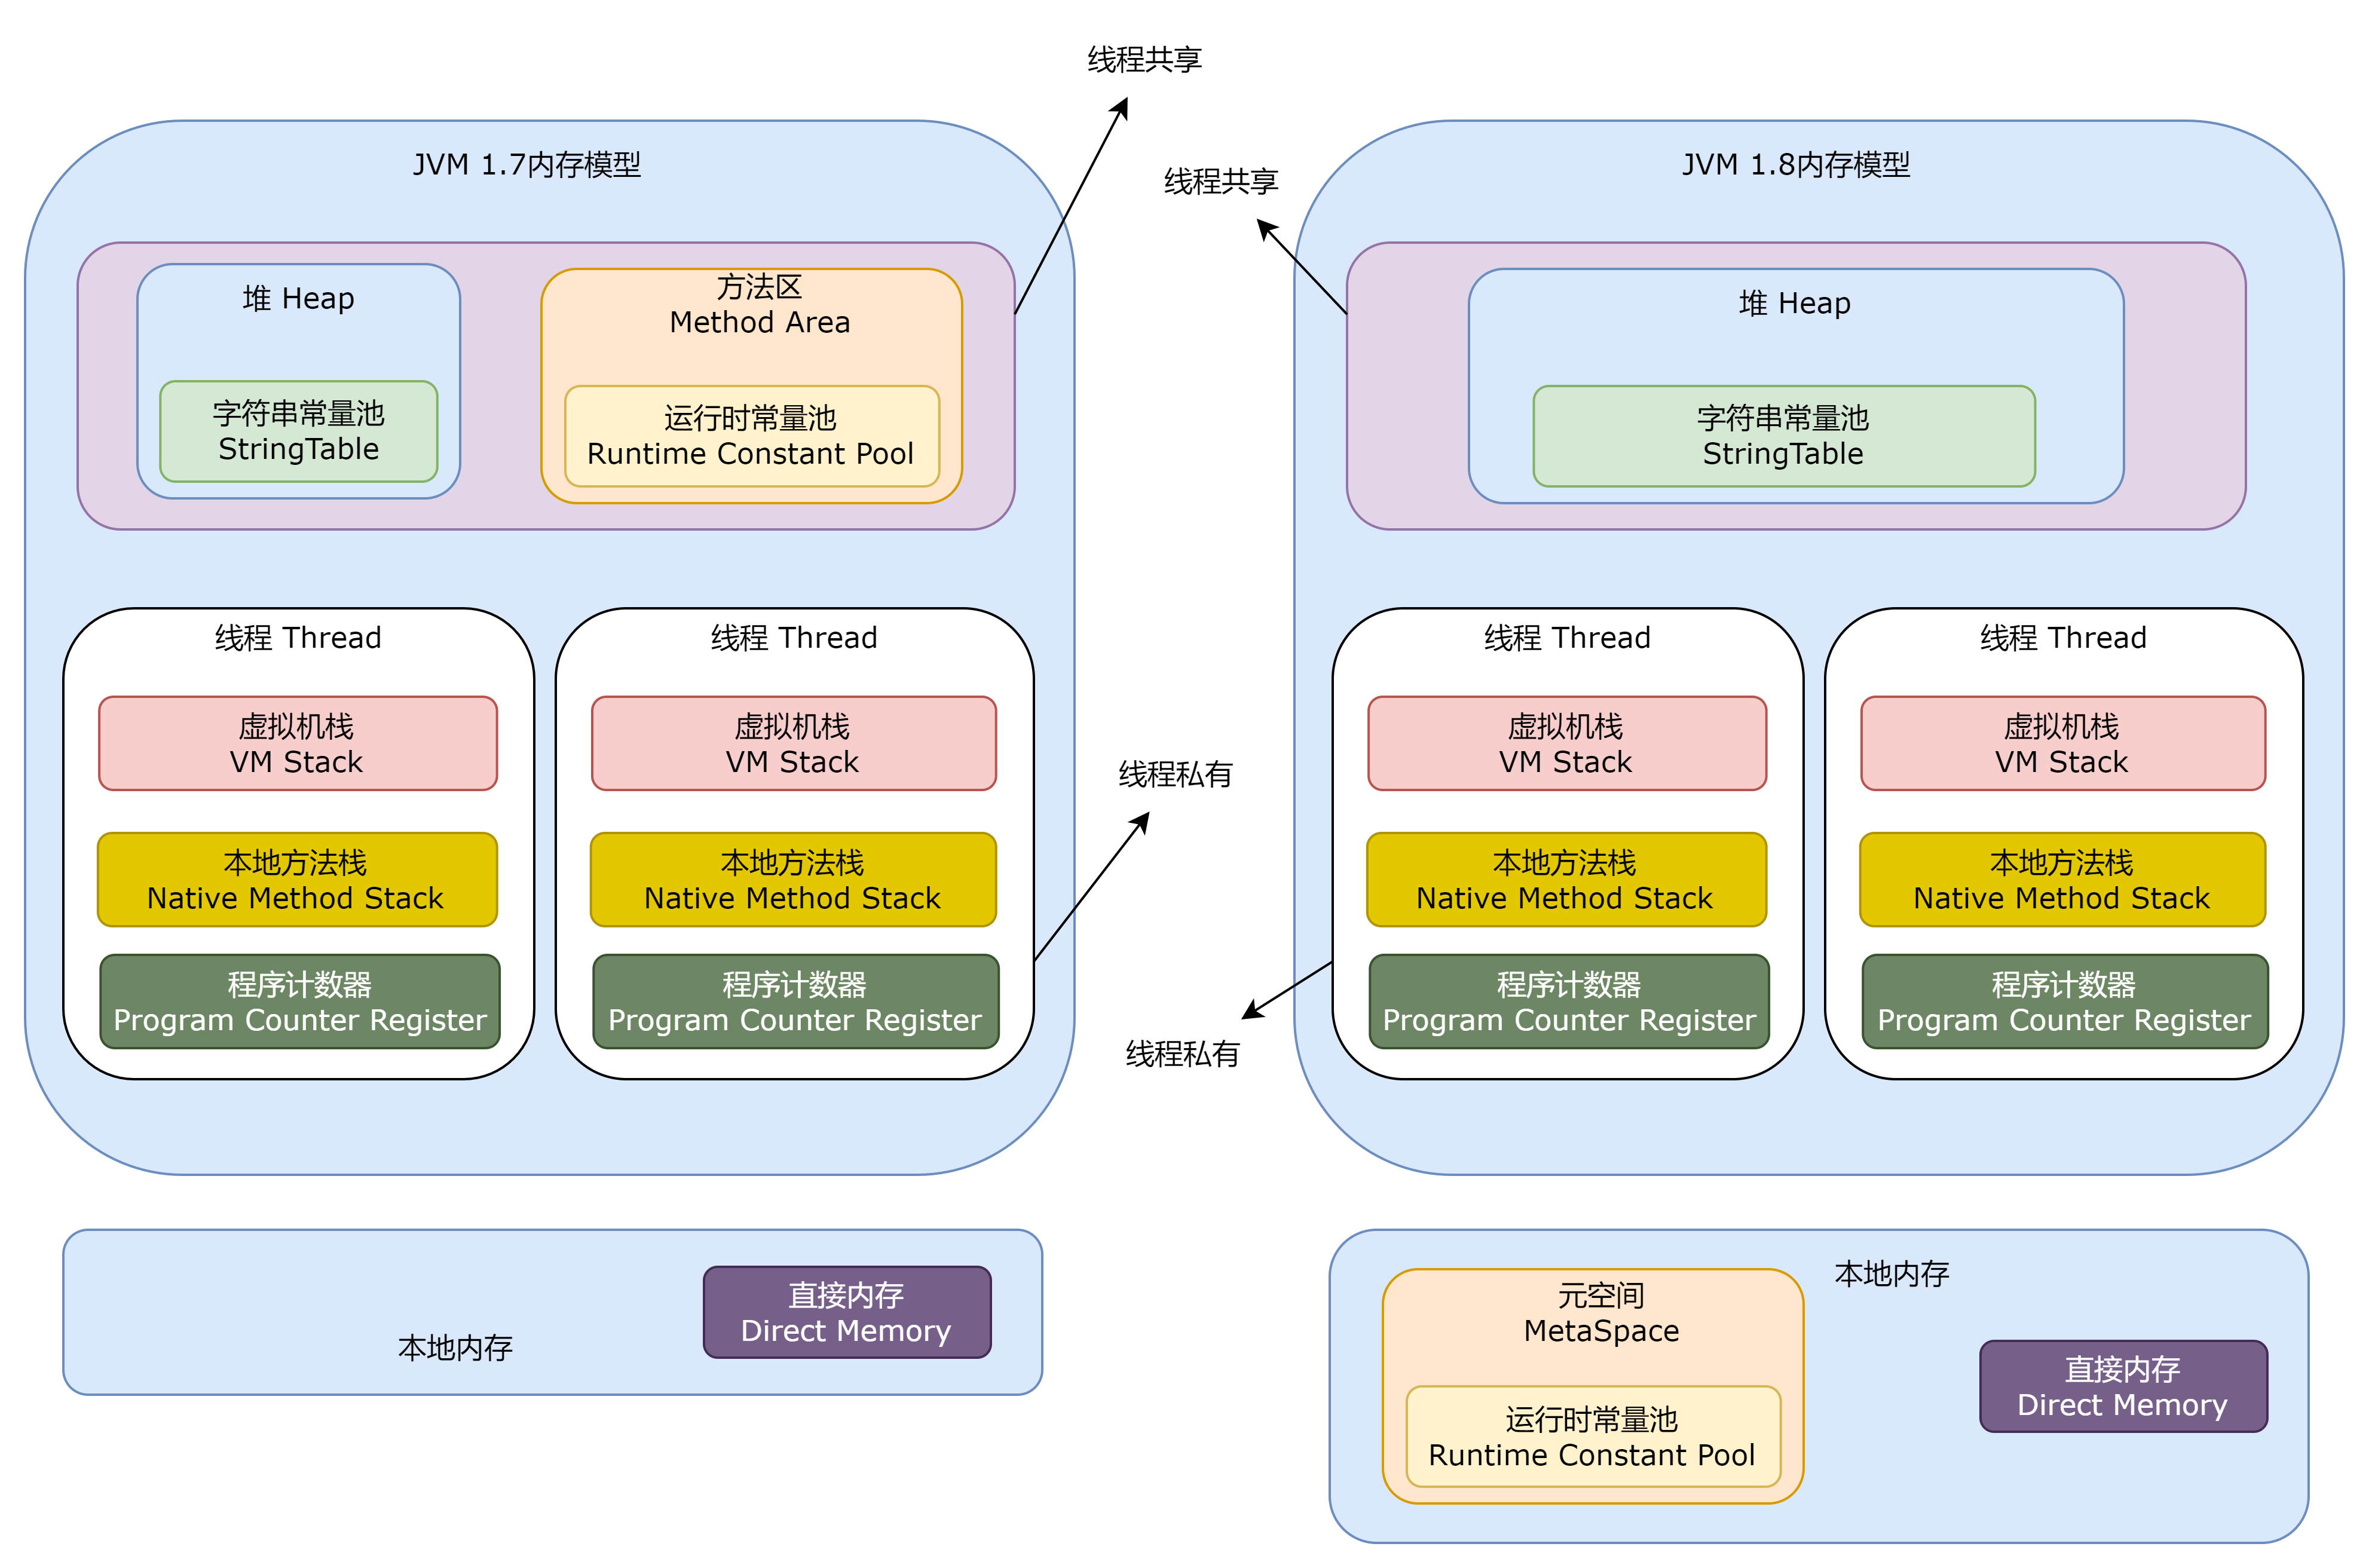 线程共享
JVM 1.7内存模型
堆 Heap
字符串常量池
StringTable
方法区
Method Area
运行时常量池
Runtime Constant Pool
线程 Thread
虚拟机栈
VM Stack
本地方法栈
Native Method Stack
程序计数器
Program Counter Register
线程 Thread
虚拟机栈
VM Stack
本地方法栈
Native Method Stack
程序计数器
Program Counter Register
线程私有
本地内存
直接内存
Direct Memory
线程共享
JVM 1.8内存模型
堆 Heap
字符串常量池
StringTable
线程 Thread
虚拟机栈
VM Stack
本地方法栈
Native Method Stack
程序计数器
Program Counter Register
线程 Thread
虚拟机栈
VM Stack
本地方法栈
Native Method Stack
程序计数器
Program Counter Register
线程私有
本地内存
元空间
MetaSpace
运行时常量池
Runtime Constant Pool
直接内存
Direct Memory